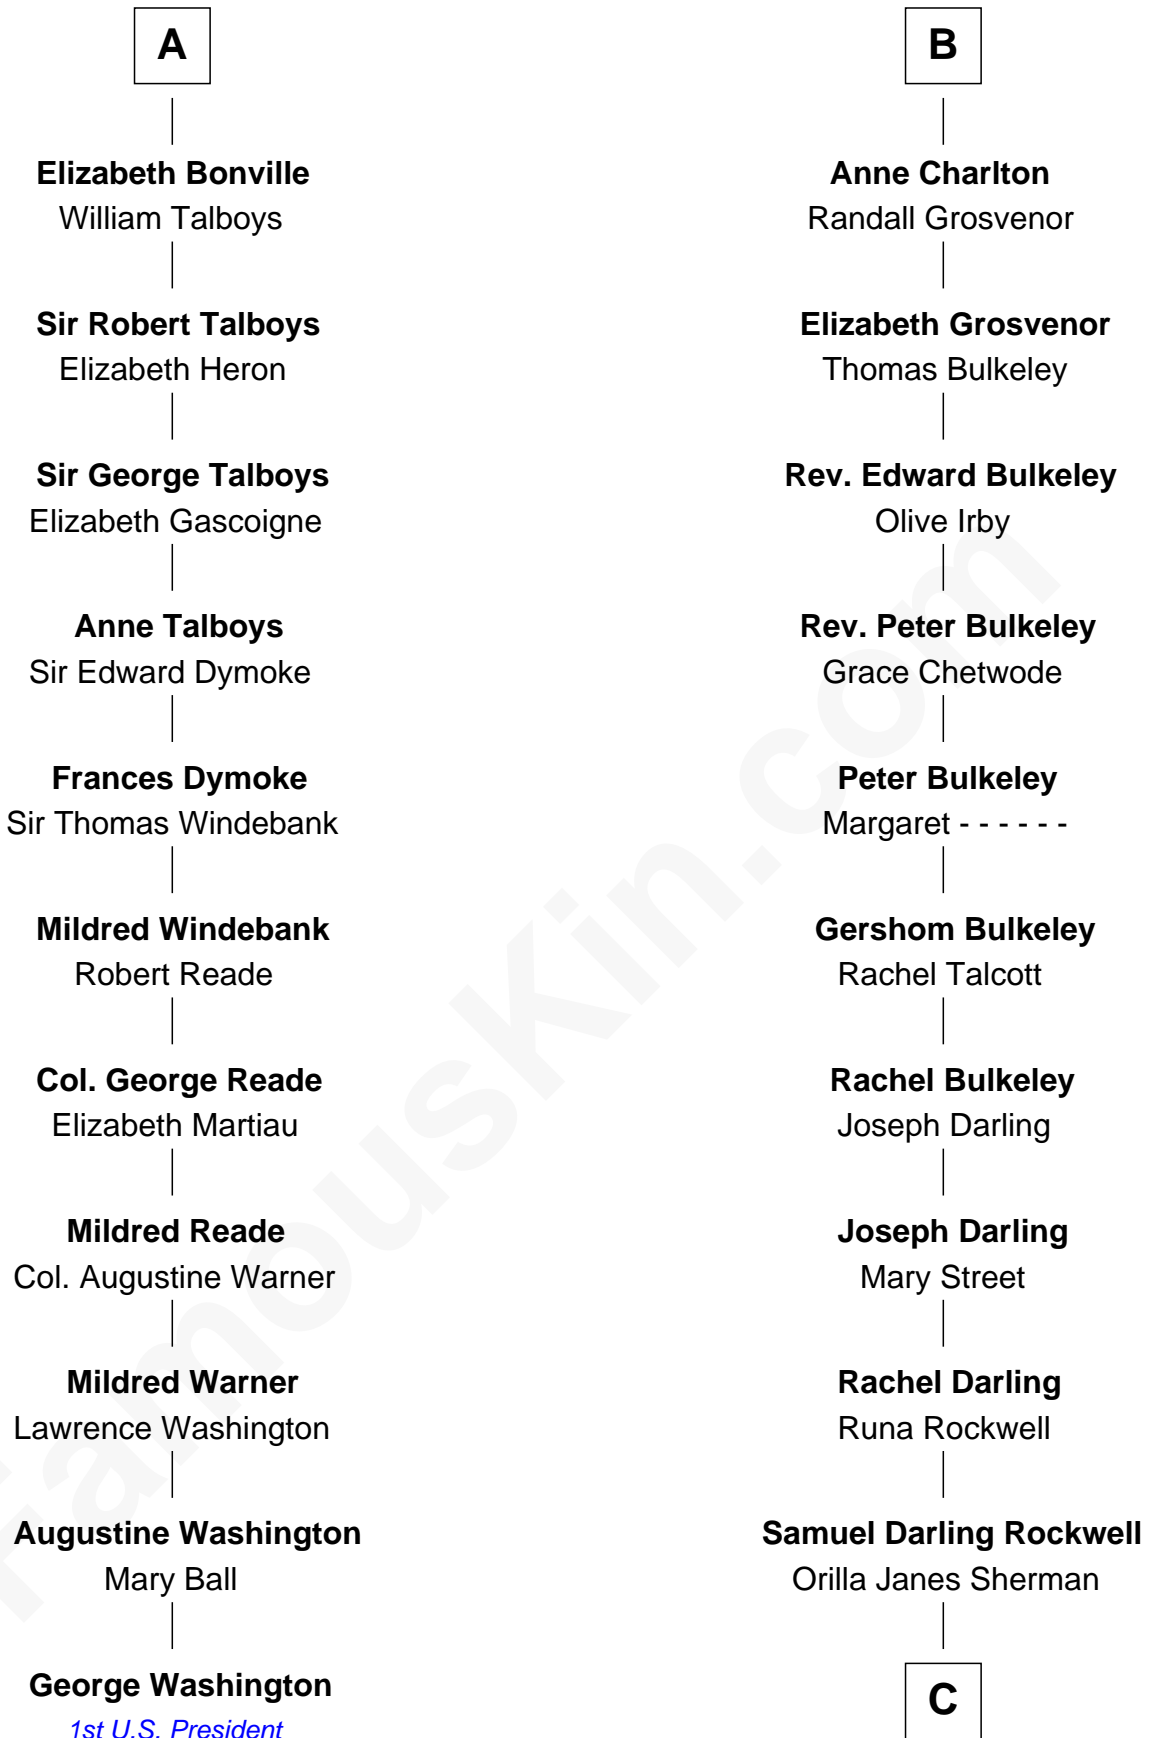 A
Elizabeth Bonville
William Talboys
Sir Robert Talboys
Elizabeth Heron
Sir George Talboys
Elizabeth Gascoigne
Anne Talboys
Sir Edward Dymoke
Frances Dymoke
Sir Thomas Windebank
Mildred Windebank
Robert Reade
Col. George Reade
Elizabeth Martiau
Mildred Reade
Col. Augustine Warner
Mildred Warner
Lawrence Washington
Augustine Washington
Mary Ball
George Washington
1st U.S. President
B
Anne Charlton
Randall Grosvenor
Elizabeth Grosvenor
Thomas Bulkeley
Rev. Edward Bulkeley
Olive Irby
Rev. Peter Bulkeley
Grace Chetwode
Peter Bulkeley
Margaret - - - - - -
Gershom Bulkeley
Rachel Talcott
Rachel Bulkeley
Joseph Darling
Joseph Darling
Mary Street
Rachel Darling
Runa Rockwell
Samuel Darling Rockwell
Orilla Janes Sherman
C
FamousKin.com